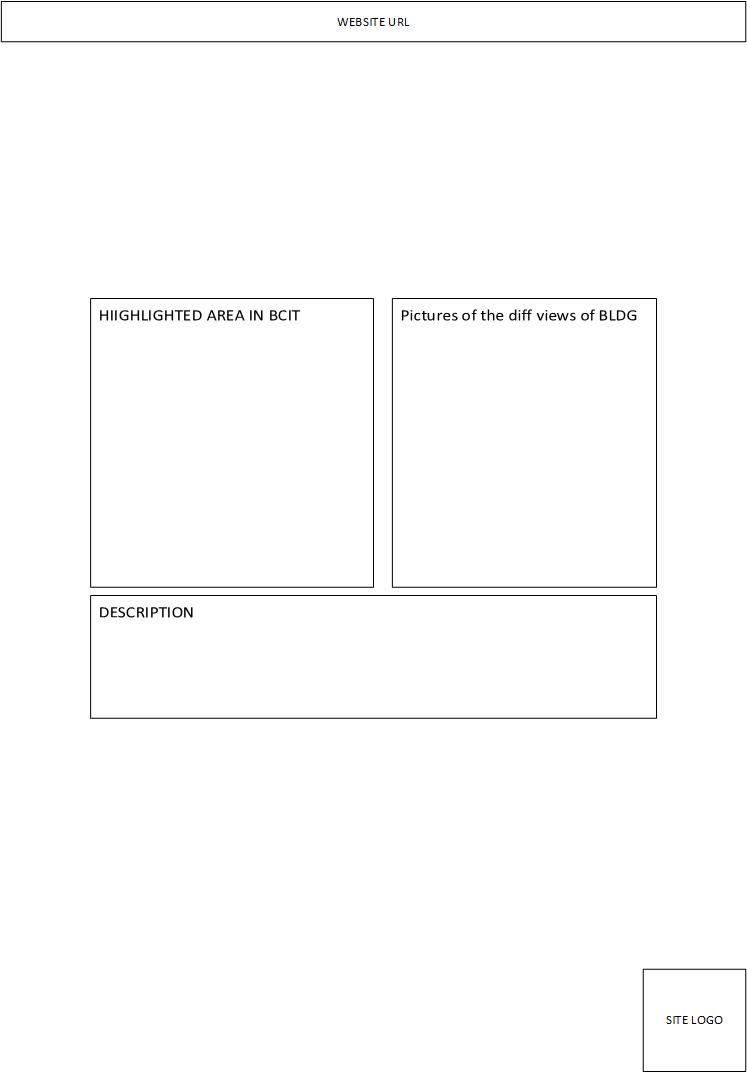 WEBSITE URL
HIIGHLIGHTED AREA IN BCIT
Pictures of the diff views of BLDG
DESCRIPTION
SITE LOGO